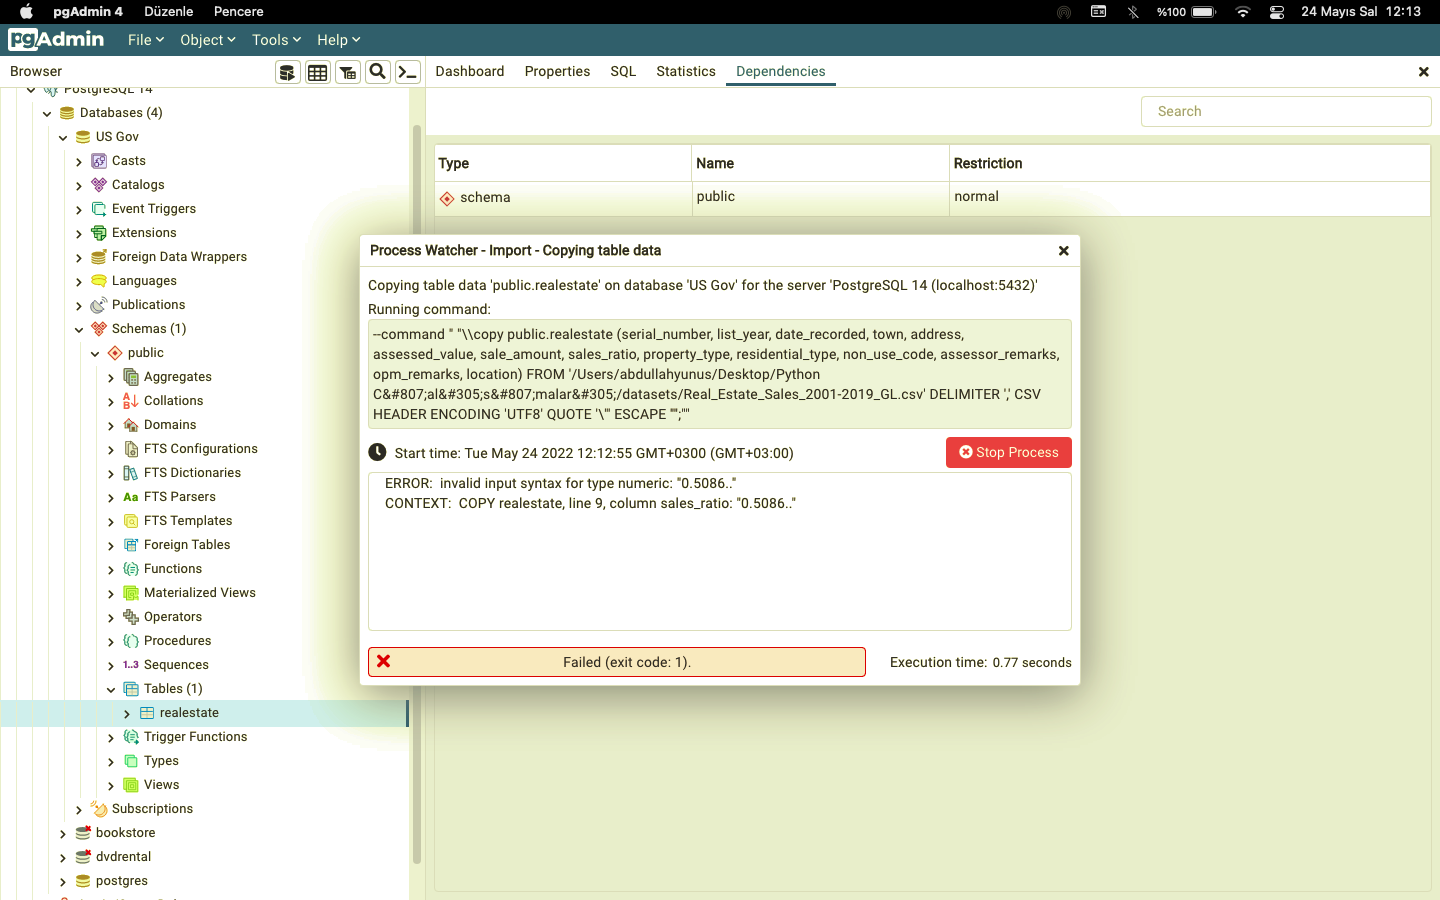 pgAdmin 4 Düzenle Pencere %100 24 Mayıs Sal 12:13
pgAdmin File Object Tools Help
Browser Dashboard Properties SQL Statistics Dependencies
Search
PostgreSQL 14
Databases (4)
US Gov
Casts
Catalogs
Event Triggers
Extensions
Foreign Data Wrappers
Languages
Publications
Schemas (1)
public
Aggregates
Collations
Domains
FTS Configurations
FTS Dictionaries
Aa FTS Parsers
FTS Templates
Foreign Tables
Functions
Materialized Views
Operators
Procedures
1..3 Sequences
Tables (1)
realestate
Trigger Functions
Types
Views
Subscriptions
bookstore
dvdrental
postgres
Type Name Restriction
schema public normal
Process Watcher - Import - Copying table data
Copying table data 'public.realestate' on database 'US Gov' for the server 'PostgreSQL 14 (localhost:5432)'
Running command:
--command " "\\copy public.realestate (serial_number, list_year, date_recorded, town, address,
assessed_value, sale_amount, sales_ratio, property_type, residential_type, non_use_code, assessor_remarks,
opm_remarks, location) FROM '/Users/abdullahyunus/Desktop/Python
C&#807;al&#305;s&#807;malar&#305;/datasets/Real_Estate_Sales_2001-2019_GL.csv' DELIMITER ',' CSV
HEADER ENCODING 'UTF8' QUOTE '\"' ESCAPE '''';""
Start time: Tue May 24 2022 12:12:55 GMT+0300 (GMT+03:00)
Stop Process
ERROR: invalid input syntax for type numeric: "0.5086.."
CONTEXT: COPY realestate, line 9, column sales_ratio: "0.5086.."
Failed (exit code: 1).
Execution time: 0.77 seconds